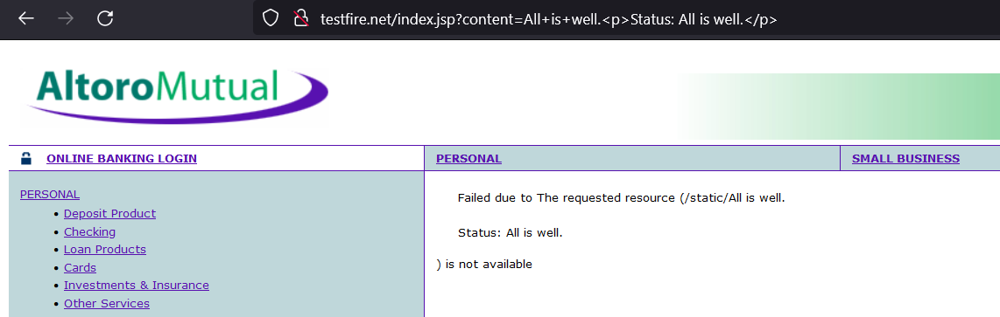 testfire.net/index.jsp?content=All+is+well.<p>Status: All is well.</p>
AltoroMutual
ONLINE BANKING LOGIN
PERSONAL
SMALL BUSINESS
PERSONAL
• Deposit Product
• Checking
• Loan Products
• Cards
• Investments & Insurance
• Other Services
Failed due to The requested resource (/static/All is well.
Status: All is well.
) is not available